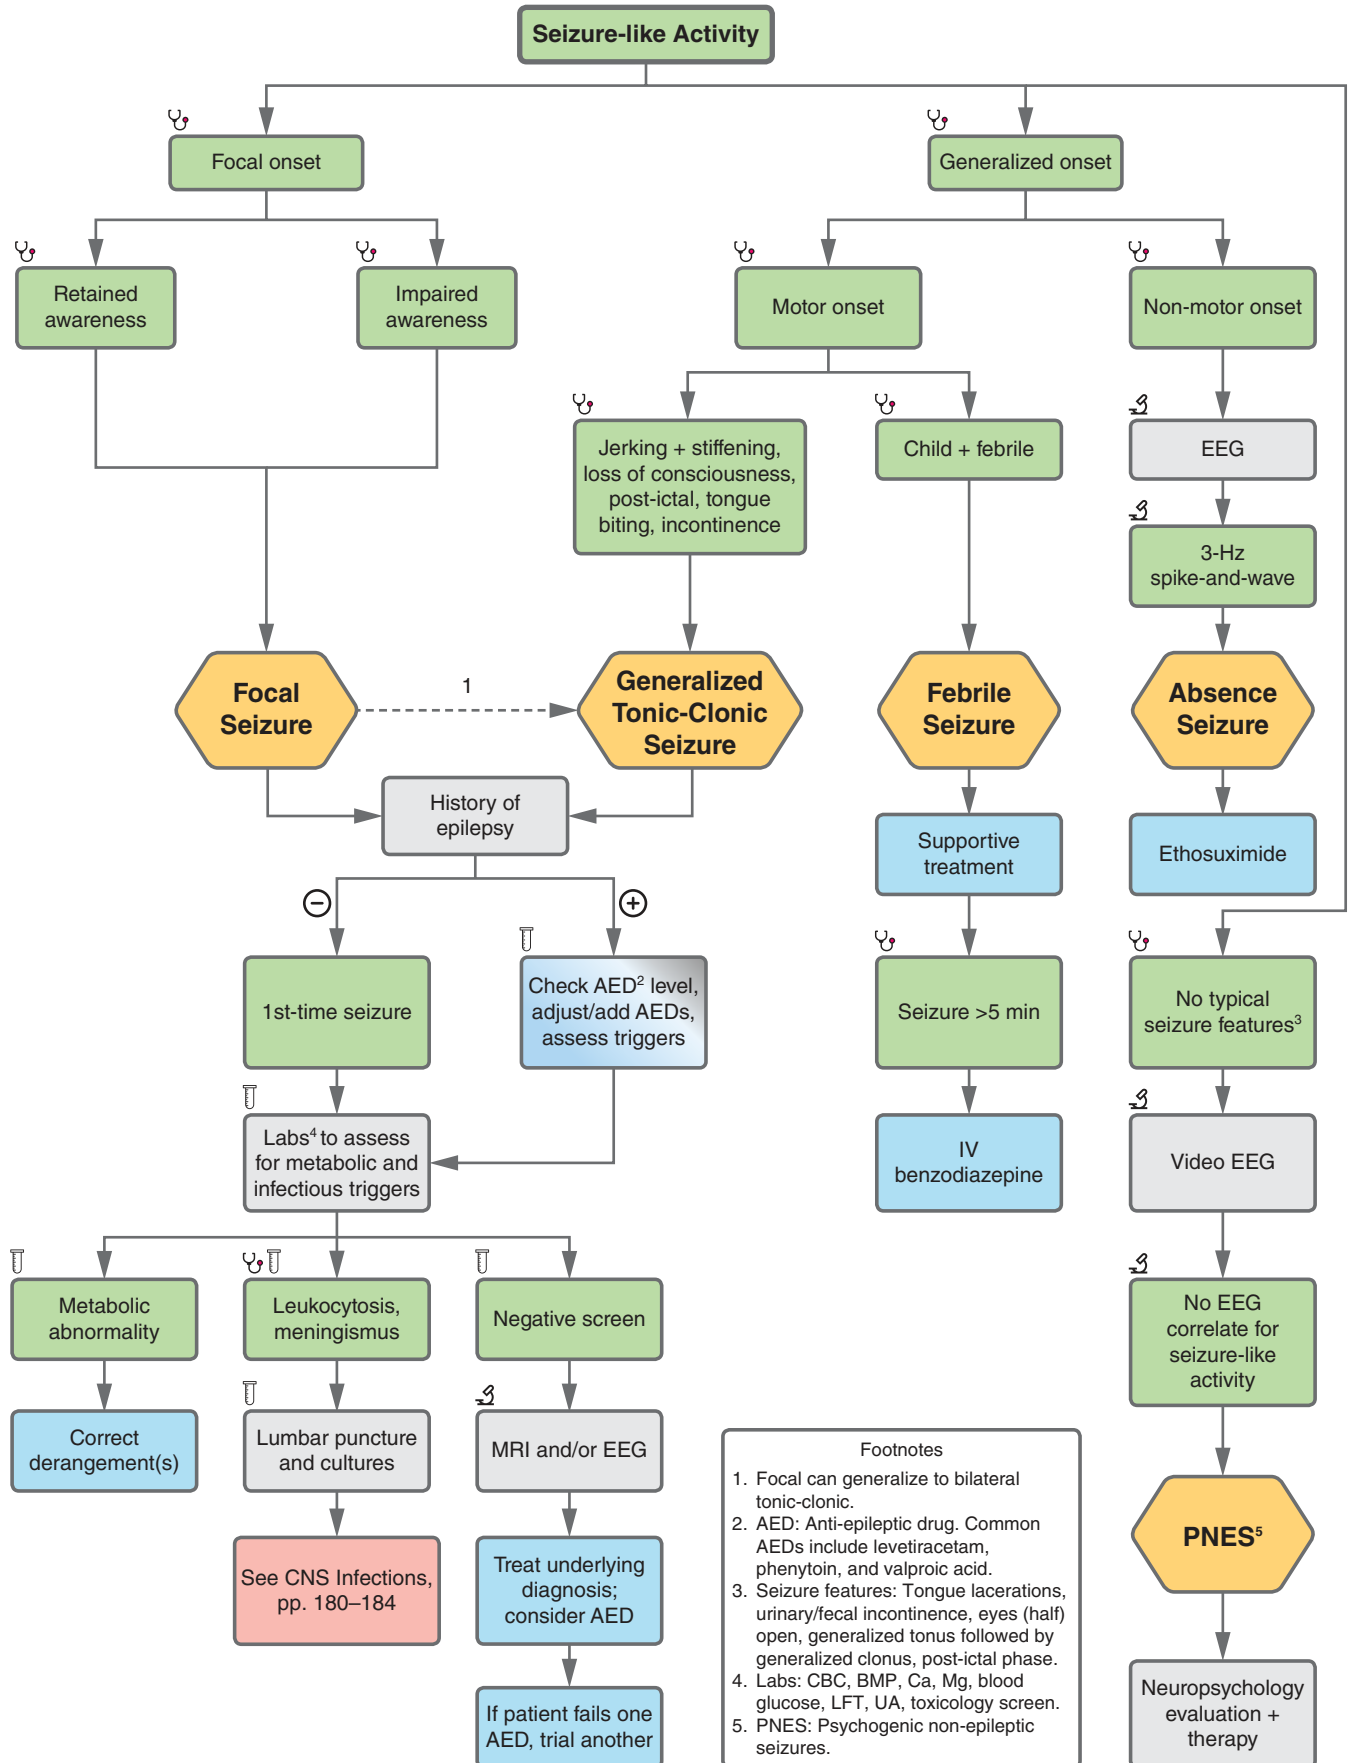 Seizure-like Activity
Focal onset
Generalized onset
Retained
awareness
Impaired
awareness
Motor onset
Non-motor onset
Jerking + stiffening,
loss of consciousness,
post-ictal, tongue
biting, incontinence
Child + febrile
EEG
3-Hz
spike-and-wave
Focal
Seizure
1
Generalized
Tonic-Clonic
Seizure
Febrile
Seizure
Absence
Seizure
History of
epilepsy
Supportive
treatment
Ethosuximide
−
+
1st-time seizure
Check AED² level,
adjust/add AEDs,
assess triggers
Seizure >5 min
No typical
seizure features³
Labs⁴ to assess
for metabolic and
infectious triggers
IV
benzodiazepine
Video EEG
Metabolic
abnormality
Leukocytosis,
meningismus
Negative screen
No EEG
correlate for
seizure-like
activity
Correct
derangement(s)
Lumbar puncture
and cultures
MRI and/or EEG
PNES⁵
See CNS Infections,
pp. 180–184
Treat underlying
diagnosis;
consider AED
If patient fails one
AED, trial another
Neuropsychology
evaluation +
therapy
Footnotes
1. Focal can generalize to bilateral
tonic-clonic.
2. AED: Anti-epileptic drug. Common
AEDs include levetiracetam,
phenytoin, and valproic acid.
3. Seizure features: Tongue lacerations,
urinary/fecal incontinence, eyes (half)
open, generalized tonus followed by
generalized clonus, post-ictal phase.
4. Labs: CBC, BMP, Ca, Mg, blood
glucose, LFT, UA, toxicology screen.
5. PNES: Psychogenic non-epileptic
seizures.